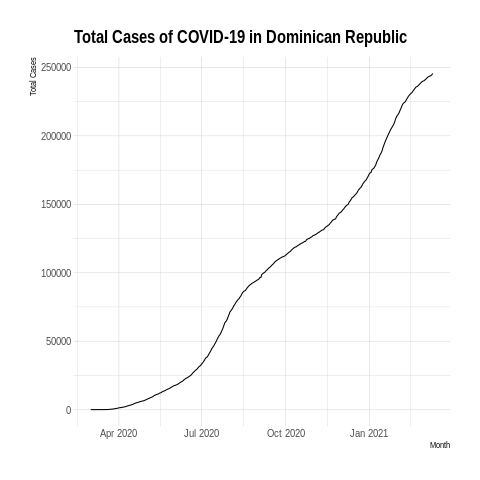 Total Cases of COVID-19 in Dominican Republic
Total Cases
250000
200000
150000
100000
50000
0
Apr 2020 Jul 2020 Oct 2020 Jan 2021
Month